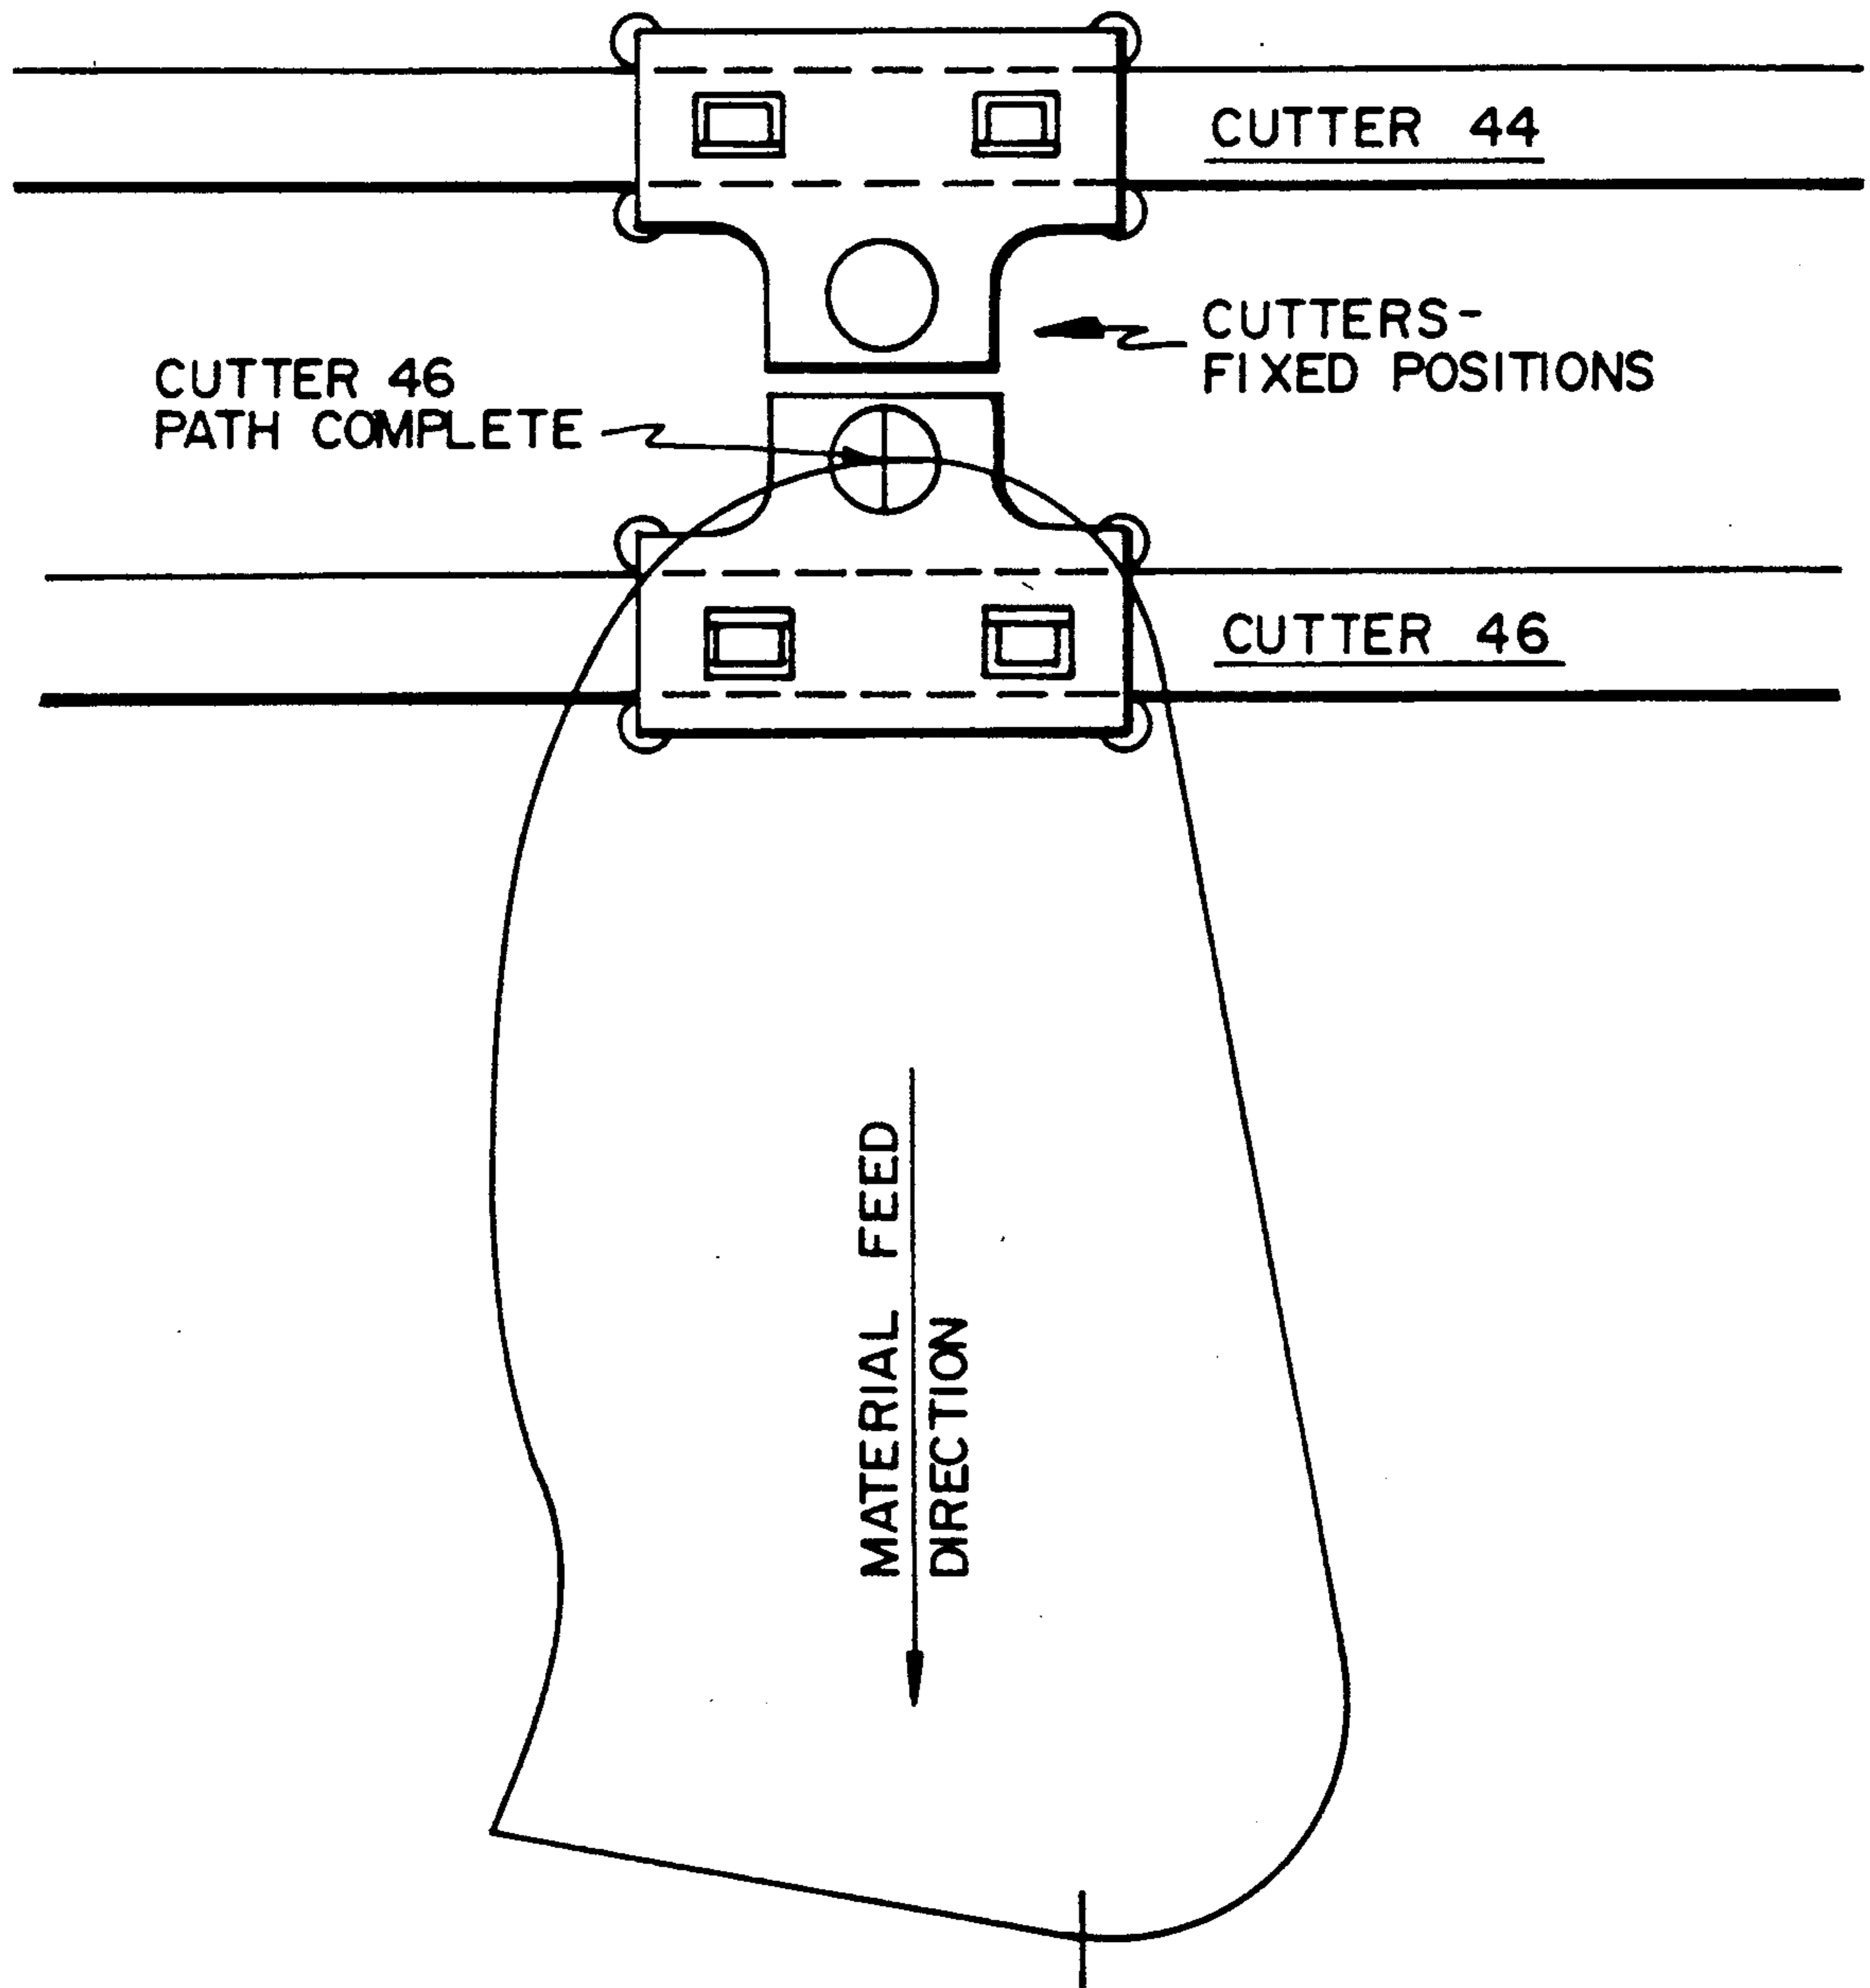 CUTTER 44
CUTTERS-
FIXED POSITIONS
CUTTER 46
PATH COMPLETE
CUTTER 46
MATERIAL FEED
DIRECTION